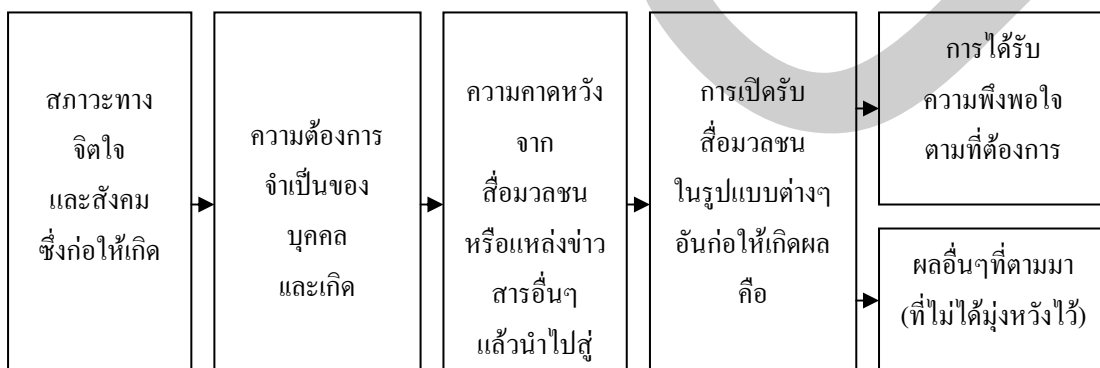 สภาวะทาง
จิตใจ
และสังคม
ซึ่งก่อให้เกิด
ความต้องการ
จำเป็นของ
บุคคล
และเกิด
ความคาดหวัง
จาก
สื่อมวลชน
หรือแหล่งข่าว
สารอื่นๆ
แล้วนำไปสู่
การเปิดรับ
สื่อมวลชน
ในรูปแบบต่างๆ
อันก่อให้เกิดผล
คือ
การได้รับ
ความพึงพอใจ
ตามที่ต้องการ
ผลอื่นๆที่ตามมา
(ที่ไม่ได้มุ่งหวังไว้)